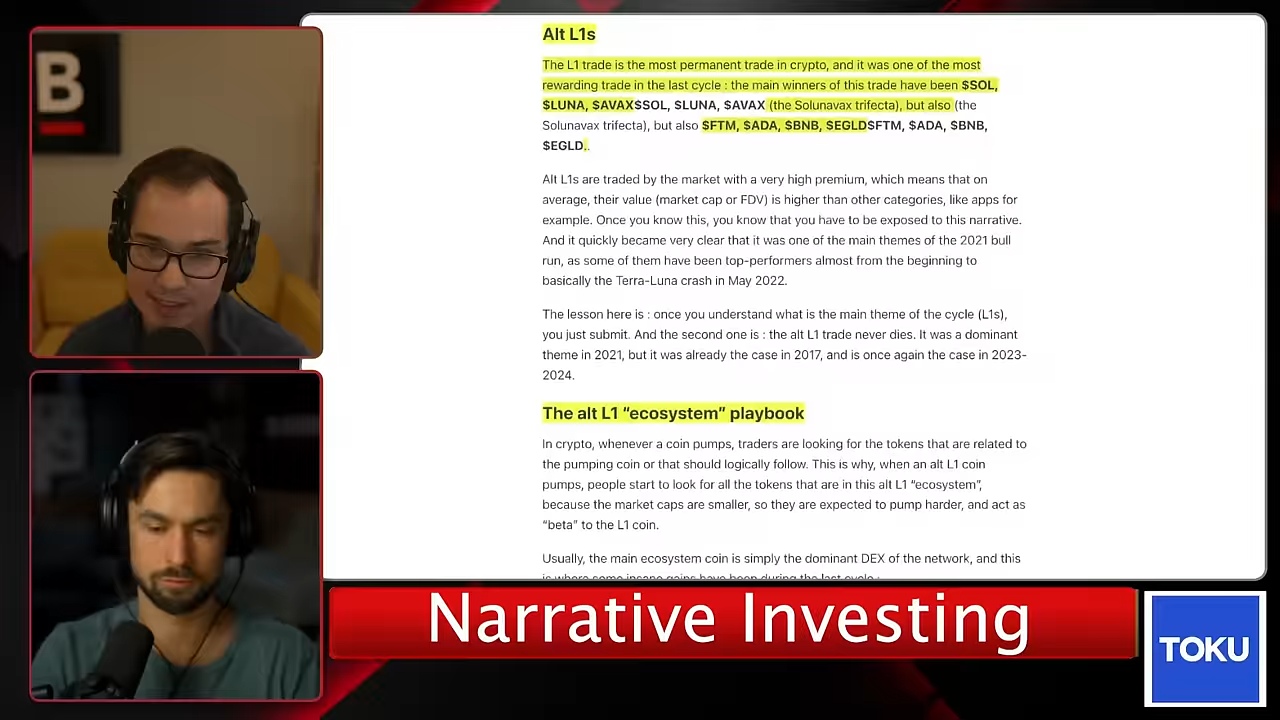 B
Alt L1s
The L1 trade is the most permanent trade in crypto, and it was one of the most
rewarding trade in the last cycle : the main winners of this trade have been $SOL,
$LUNA, $AVAX$SOL, $LUNA, $AVAX (the Solunavax trifecta), but also (the
Solunavax trifecta), but also $FTM, $ADA, $BNB, $EGLD$FTM, $ADA, $BNB,
$EGLD..
Alt L1s are traded by the market with a very high premium, which means that on
average, their value (market cap or FDV) is higher than other categories, like apps for
example. Once you know this, you know that you have to be exposed to this narrative.
And it quickly became very clear that it was one of the main themes of the 2021 bull
run, as some of them have been top-performers almost from the beginning to
basically the Terra-Luna crash in May 2022.
The lesson here is : once you understand what is the main theme of the cycle (L1s),
you just submit. And the second one is : the alt L1 trade never dies. It was a dominant
theme in 2021, but it was already the case in 2017, and is once again the case in 2023-
2024.
The alt L1 “ecosystem” playbook
In crypto, whenever a coin pumps, traders are looking for the tokens that are related to
the pumping coin or that should logically follow. This is why, when an alt L1 coin
pumps, people start to look for all the tokens that are in this alt L1 “ecosystem”,
because the market caps are smaller, so they are expected to pump harder, and act as
“beta” to the L1 coin.
Usually, the main ecosystem coin is simply the dominant DEX of the network, and this
is where some insane gains have been during the last cycle :
Narrative Investing
TOKU